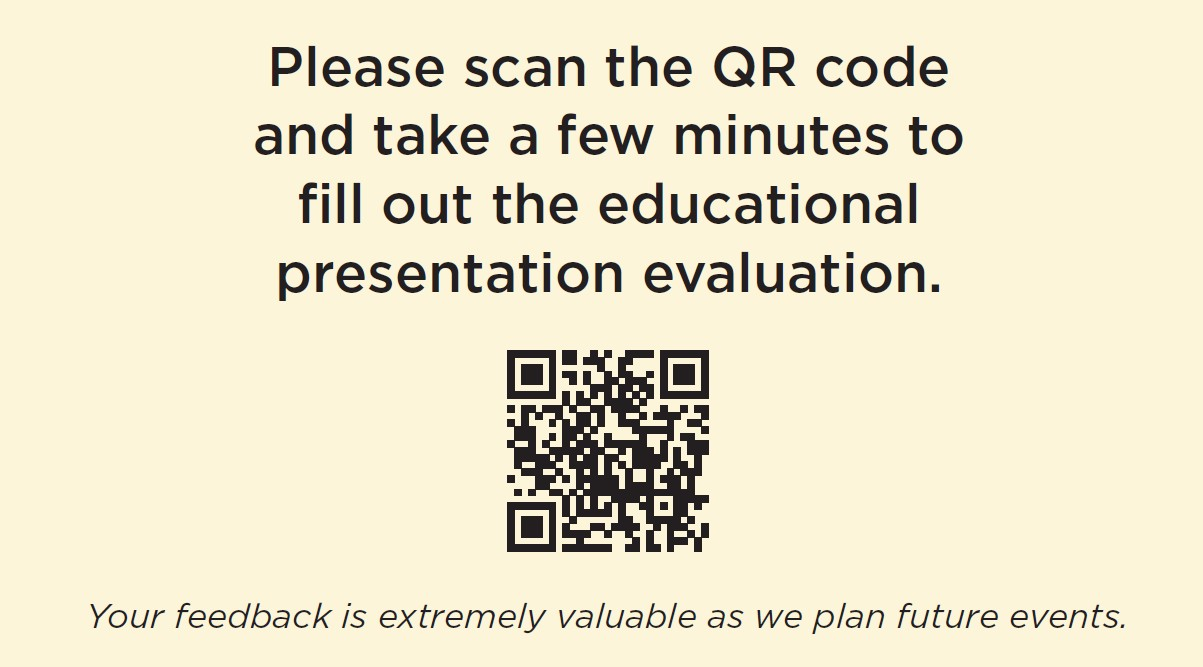 Please scan the QR code
and take a few minutes to
fill out the educational
presentation evaluation.
Your feedback is extremely valuable as we plan future events.